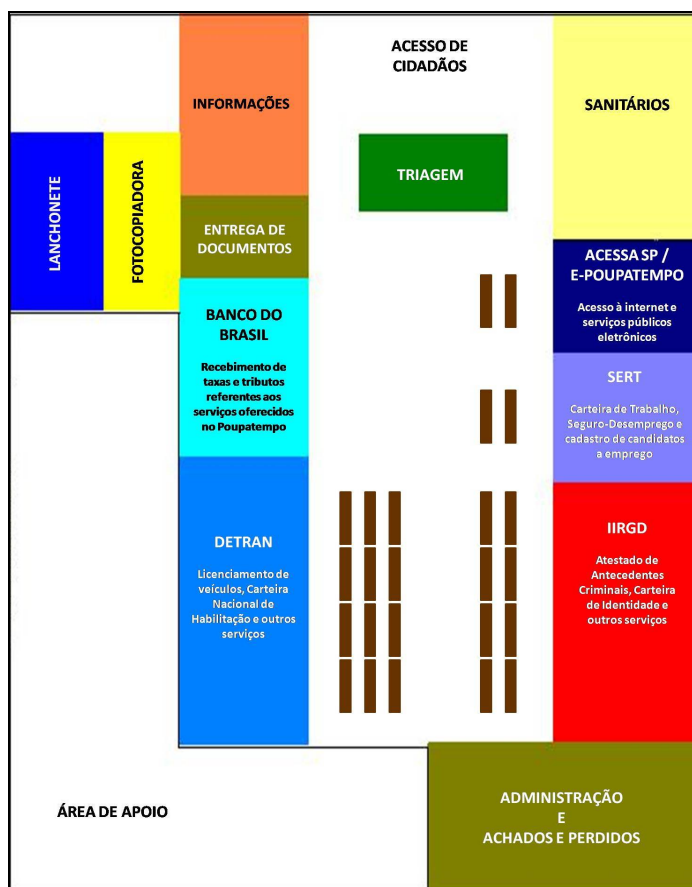 ACESSO DE
CIDADÃOS
INFORMAÇÕES
SANITÁRIOS
TRIAGEM
LANCHONETE
FOTOCOPIADORA
ENTREGA DE
DOCUMENTOS
ACESSA SP /
E-POUPATEMPO
Acesso à internet e
serviços públicos
eletrônicos
BANCO DO
BRASIL
Recebimento de
taxas e tributos
referentes aos
serviços oferecidos
no Poupatempo
SERT
Carteira de Trabalho,
Seguro-Desemprego e
cadastro de candidatos
a emprego
DETRAN
Licenciamento de
veículos, Carteira
Nacional de
Habilitação e outros
serviços
IIRGD
Atestado de
Antecedentes
Criminais, Carteira
de Identidade e
outros serviços
ÁREA DE APOIO
ADMINISTRAÇÃO
E
ACHADOS E PERDIDOS